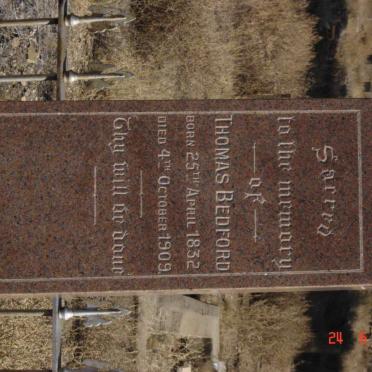 Sacred
to the memory
of
THOMAS BEDFORD
BORN 25TH APRIL 1832
DIED 4TH OCTOBER 1909
Thy will be done
24